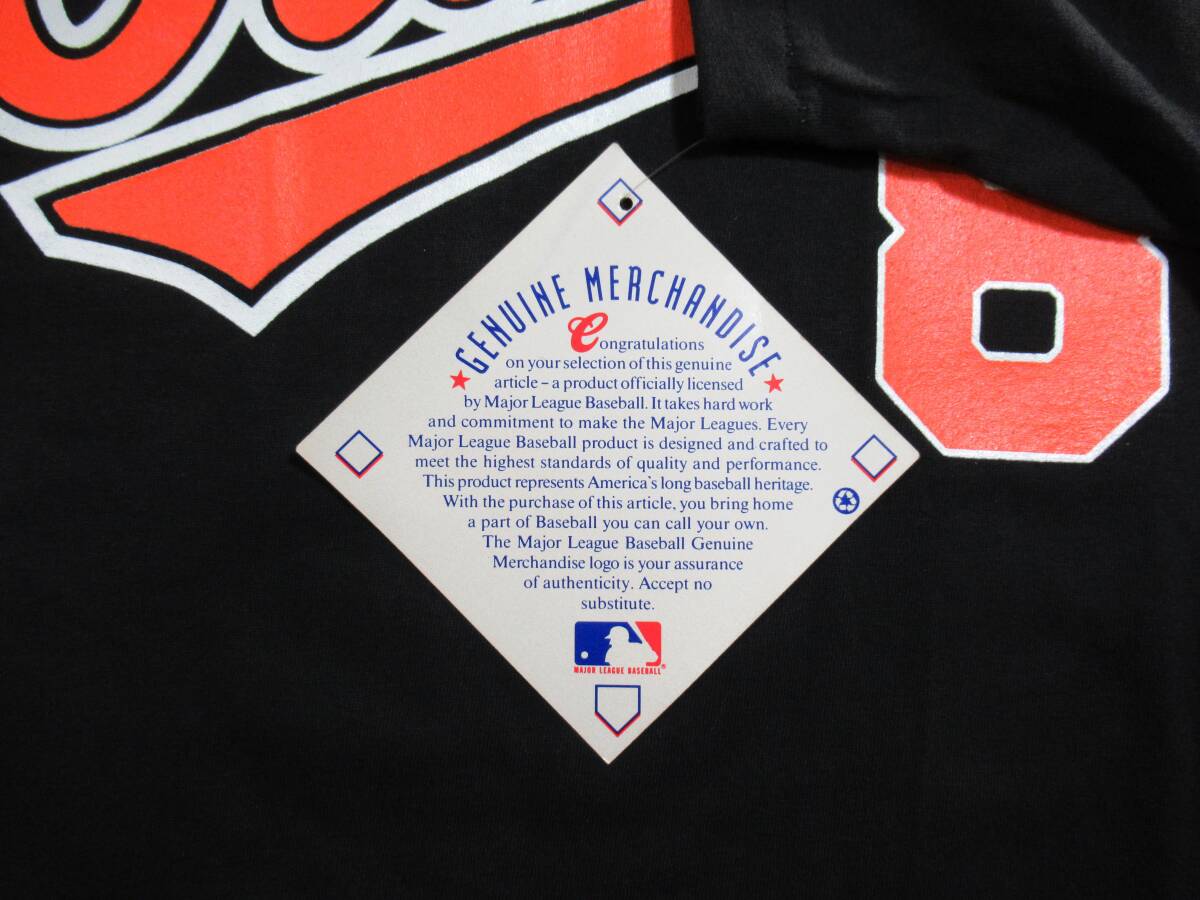 GENUINE MERCHANDISE
Congratulations
on your selection of this genuine
article – a product officially licensed
by Major League Baseball. It takes hard work
and commitment to make the Major Leagues. Every
Major League Baseball product is designed and crafted to
meet the highest standards of quality and performance.
This product represents America's long baseball heritage.
With the purchase of this article, you bring home
a part of Baseball you can call your own.
The Major League Baseball Genuine
Merchandise logo is your assurance
of authenticity. Accept no
substitute.
MAJOR LEAGUE BASEBALL®